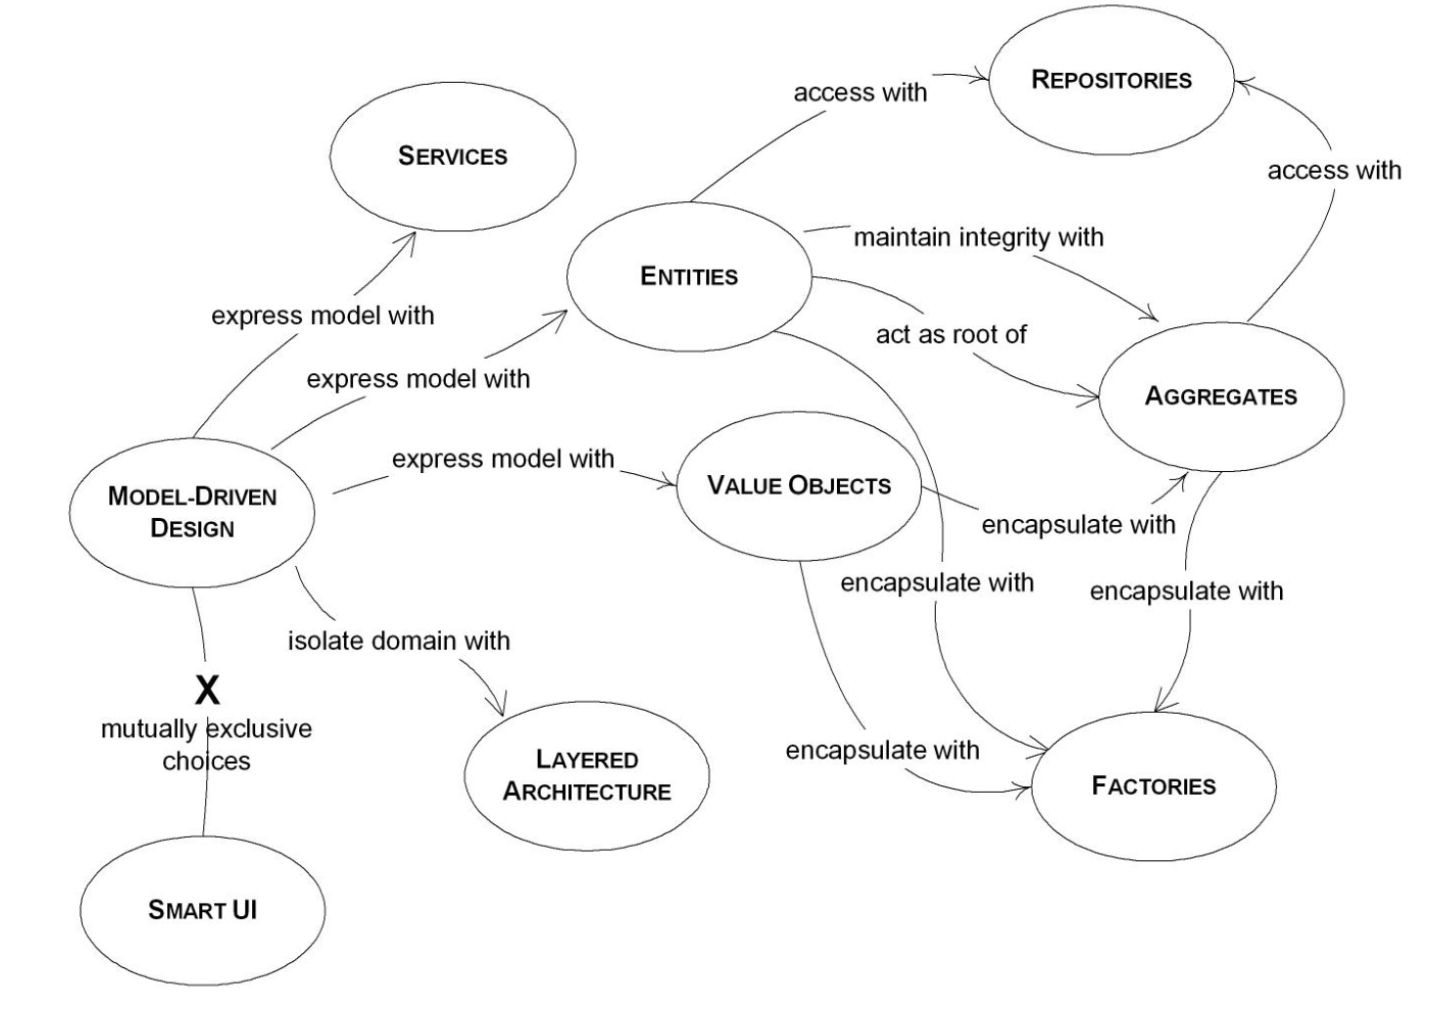 REPOSITORIES
access with
SERVICES
access with
maintain integrity with
ENTITIES
express model with
act as root of
express model with
AGGREGATES
express model with
VALUE OBJECTS
MODEL-DRIVEN
DESIGN
encapsulate with
encapsulate with
encapsulate with
isolate domain with
X
mutually exclusive
choices
encapsulate with
LAYERED
ARCHITECTURE
FACTORIES
SMART UI